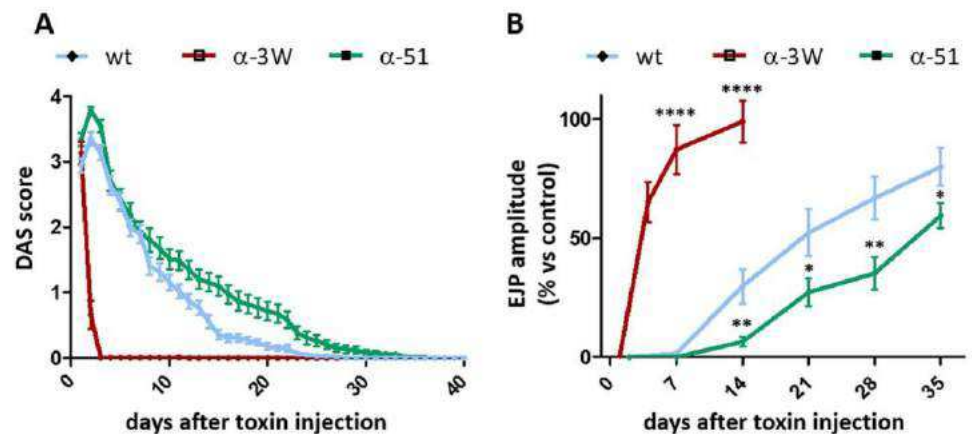 A
wt α-3W α-51
DAS score
4
3
2
1
0
0 10 20 30 40
days after toxin injection
B
wt α-3W α-51
EJP amplitude
(% vs control)
100
50
0
****
****
**
*
**
*
0 7 14 21 28 35
days after toxin injection